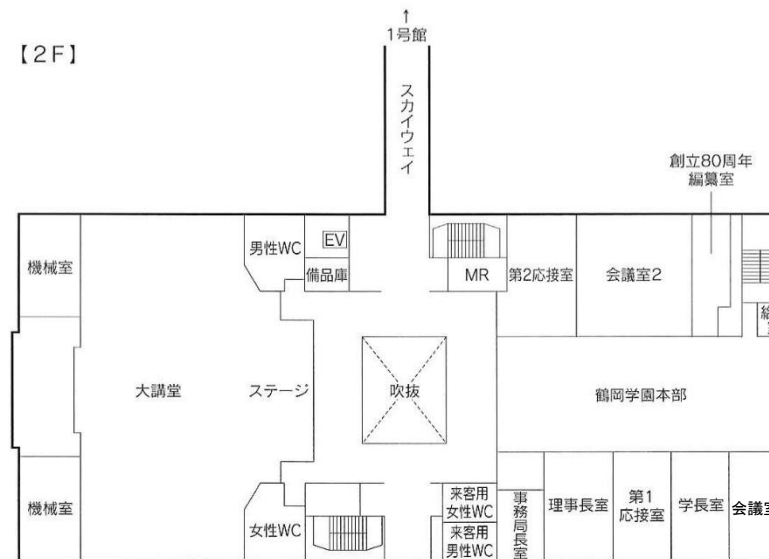 ↑
1号館
【2F】
スカイウェイ
創立80周年
編纂室
機械室
男性WC
EV
備品庫
MR
第2応接室
会議室2
大講堂
ステージ
吹抜
鶴岡学園本部
機械室
女性WC
来客用
女性WC
来客用
男性WC
事務局長室
理事長室
第1
応接室
学長室
会議室